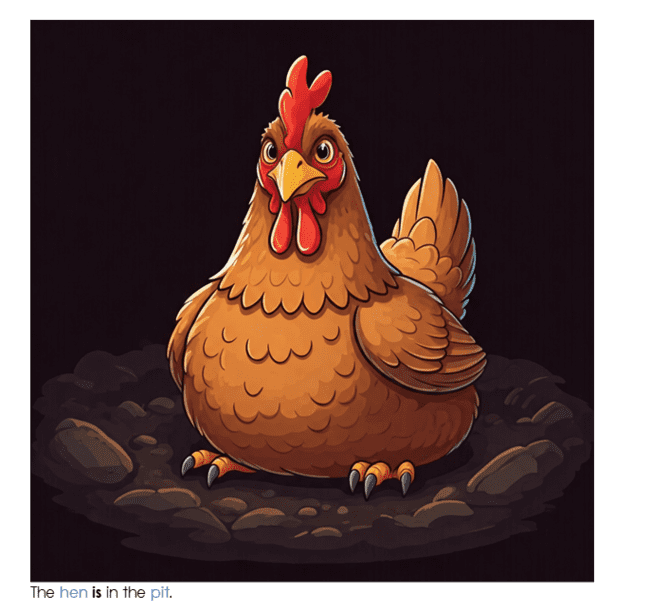 The hen is in the pit.